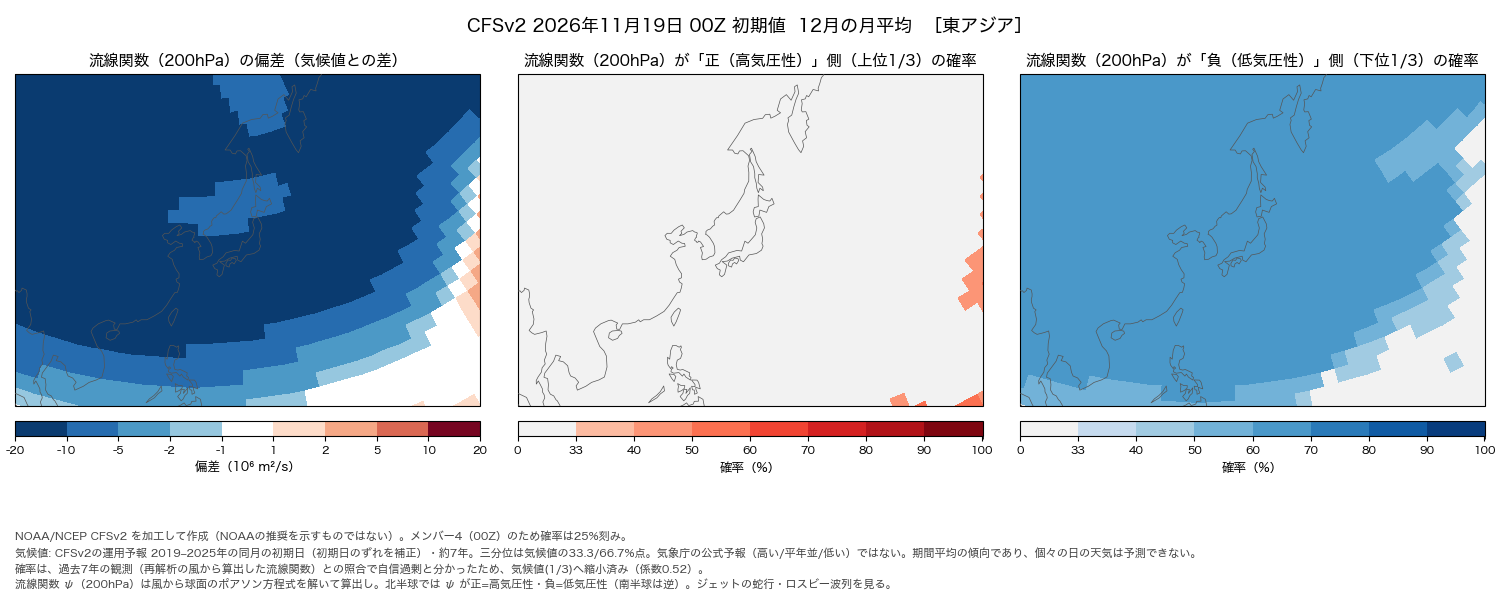 CFSv2 2026年11月19日 00Z 初期値  12月の月平均  ［東アジア］
流線関数（200hPa）の偏差（気候値との差）
流線関数（200hPa）が「正（高気圧性）」側（上位1/3）の確率
流線関数（200hPa）が「負（低気圧性）」側（下位1/3）の確率
-20 -10 -5 -2 -1 1 2 5 10 20
偏差（10⁶ m²/s）
0 33 40 50 60 70 80 90 100
確率（%）
0 33 40 50 60 70 80 90 100
確率（%）
NOAA/NCEP CFSv2 を加工して作成（NOAAの推奨を示すものではない）。メンバー4（00Z）のため確率は25%刻み。
気候値: CFSv2の運用予報 2019–2025年の同月の初期日（初期日のずれを補正）・約7年。三分位は気候値の33.3/66.7%点。気象庁の公式予報（高い/平年並/低い）ではない。期間平均の傾向であり、個々の日の天気は予測できない。
確率は、過去7年の観測（再解析の風から算出した流線関数）との照合で自信過剰と分かったため、気候値(1/3)へ縮小済み（係数0.52）。
流線関数 ψ（200hPa）は風から球面のポアソン方程式を解いて算出し。北半球では ψ が正=高気圧性・負=低気圧性（南半球は逆）。ジェットの蛇行・ロスビー波列を見る。